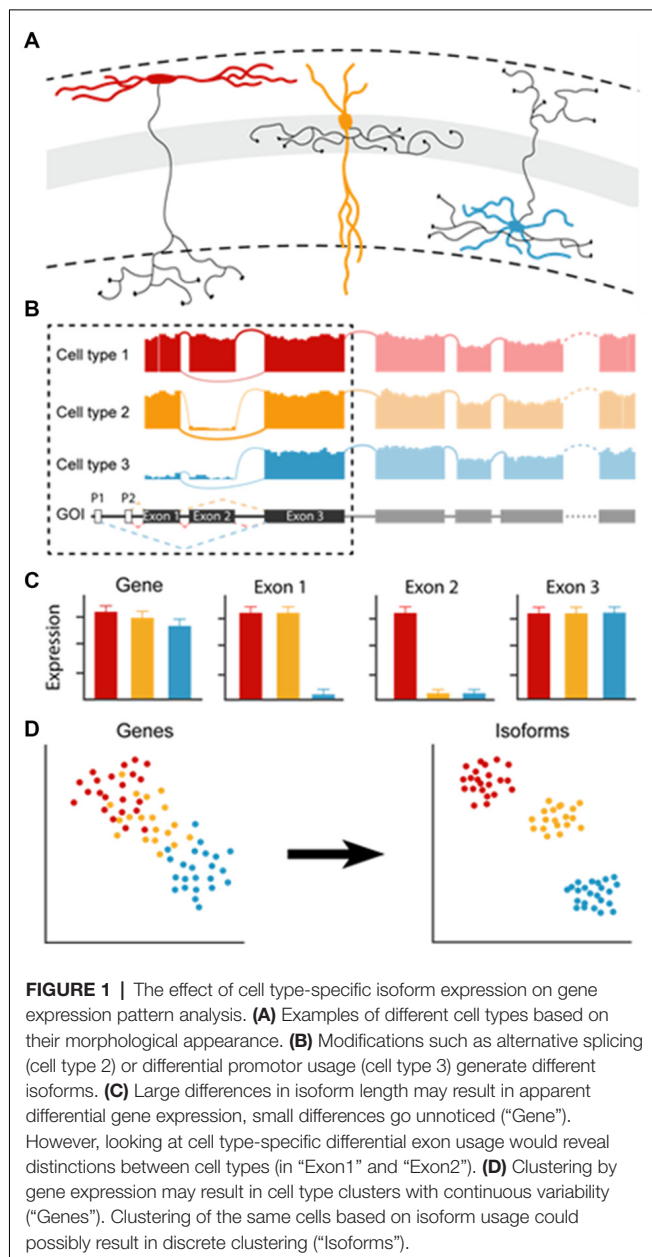 A
B
Cell type 1
Cell type 2
Cell type 3
P1 P2
GOI Exon 1 Exon 2 Exon 3
C
Gene Exon 1 Exon 2 Exon 3
Expression
D
Genes Isoforms
FIGURE 1 | The effect of cell type-specific isoform expression on gene
expression pattern analysis. (A) Examples of different cell types based on
their morphological appearance. (B) Modifications such as alternative splicing
(cell type 2) or differential promotor usage (cell type 3) generate different
isoforms. (C) Large differences in isoform length may result in apparent
differential gene expression, small differences go unnoticed (“Gene”).
However, looking at cell type-specific differential exon usage would reveal
distinctions between cell types (in “Exon1” and “Exon2”). (D) Clustering by
gene expression may result in cell type clusters with continuous variability
(“Genes”). Clustering of the same cells based on isoform usage could
possibly result in discrete clustering (“Isoforms”).